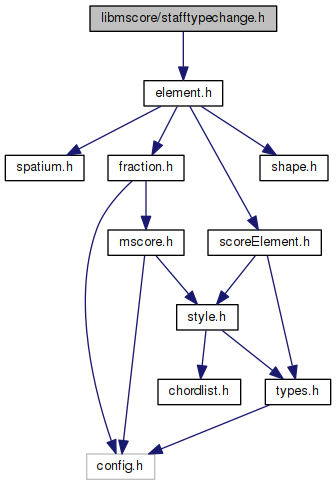 libmscore/stafftypechange.h
element.h
spatium.h
fraction.h
shape.h
mscore.h
scoreElement.h
style.h
chordlist.h
types.h
config.h